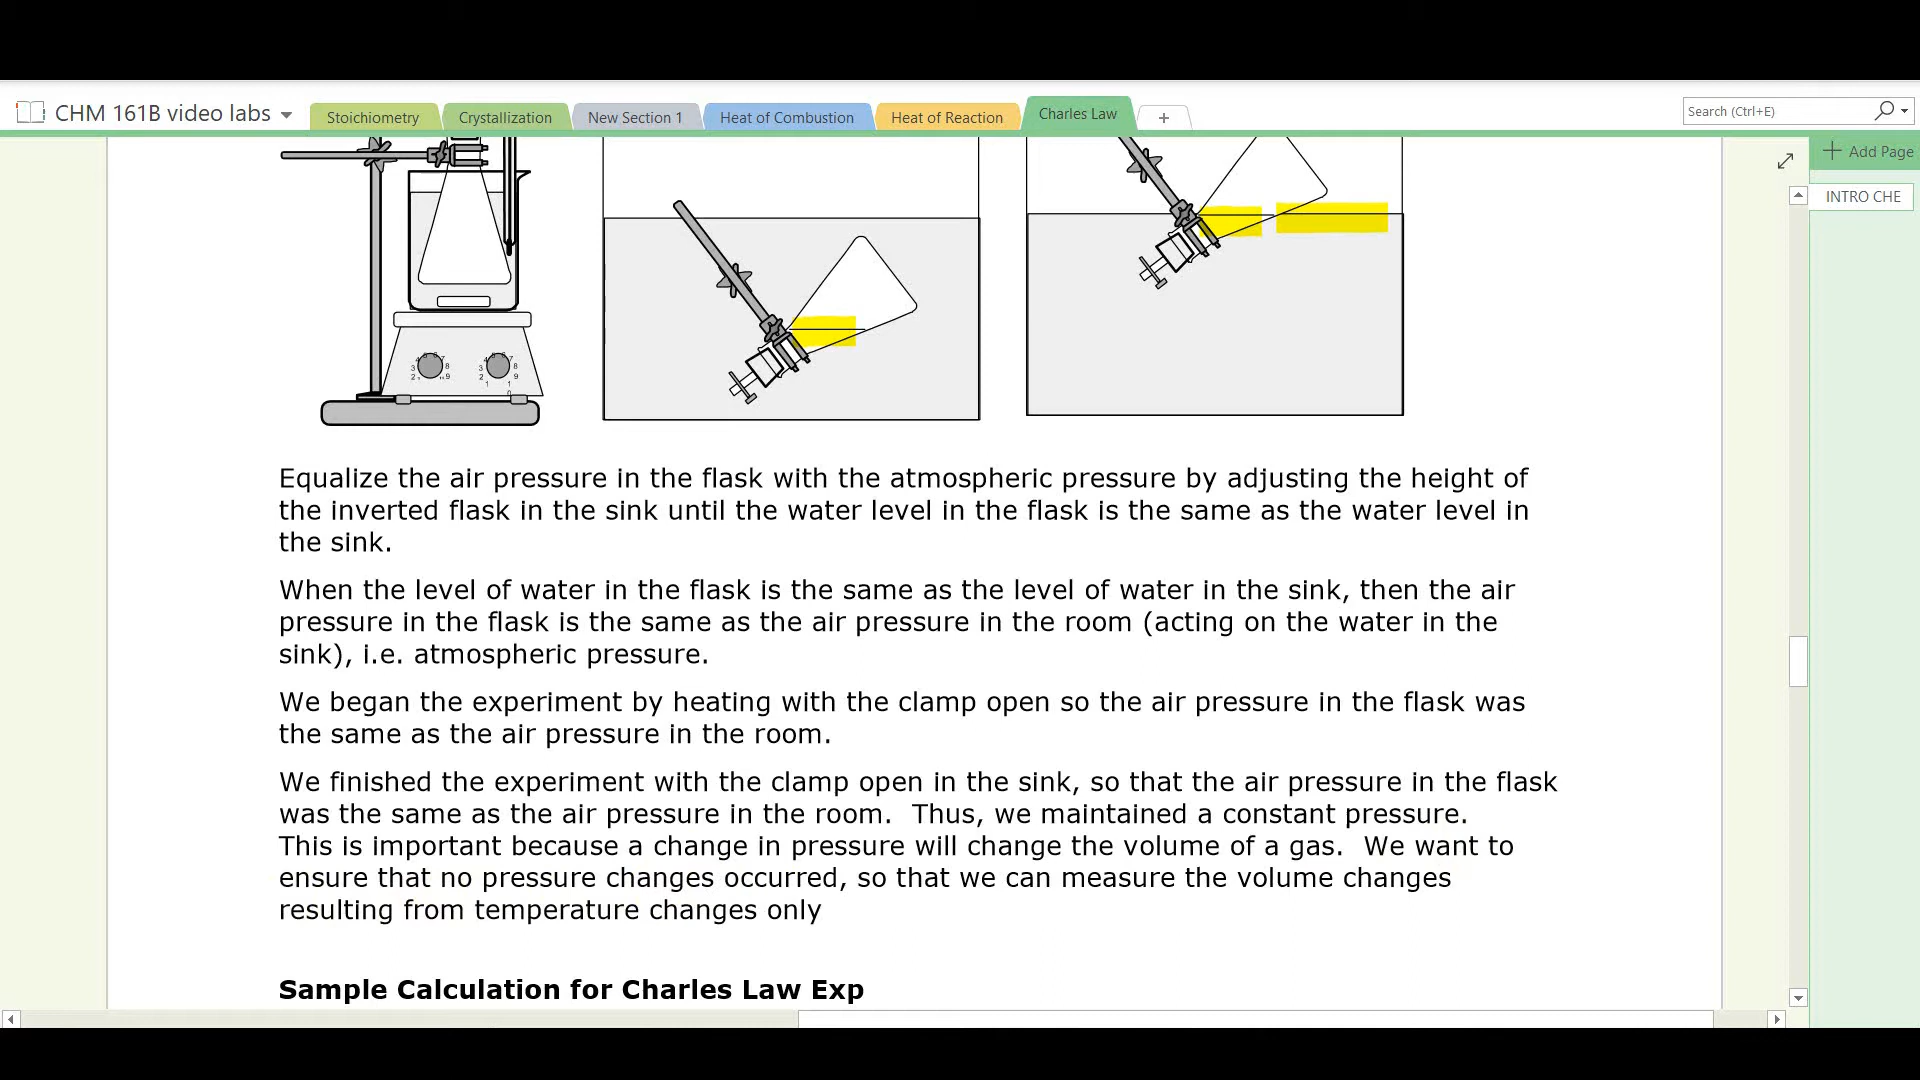 CHM 161B video labs
Stoichiometry
Crystallization
New Section 1
Heat of Combustion
Heat of Reaction
Charles Law
+
Search (Ctrl+E)
Add Page
INTRO CHE
Equalize the air pressure in the flask with the atmospheric pressure by adjusting the height of
the inverted flask in the sink until the water level in the flask is the same as the water level in
the sink.
When the level of water in the flask is the same as the level of water in the sink, then the air
pressure in the flask is the same as the air pressure in the room (acting on the water in the
sink), i.e. atmospheric pressure.
We began the experiment by heating with the clamp open so the air pressure in the flask was
the same as the air pressure in the room.
We finished the experiment with the clamp open in the sink, so that the air pressure in the flask
was the same as the air pressure in the room.  Thus, we maintained a constant pressure.
This is important because a change in pressure will change the volume of a gas.  We want to
ensure that no pressure changes occurred, so that we can measure the volume changes
resulting from temperature changes only
Sample Calculation for Charles Law Exp